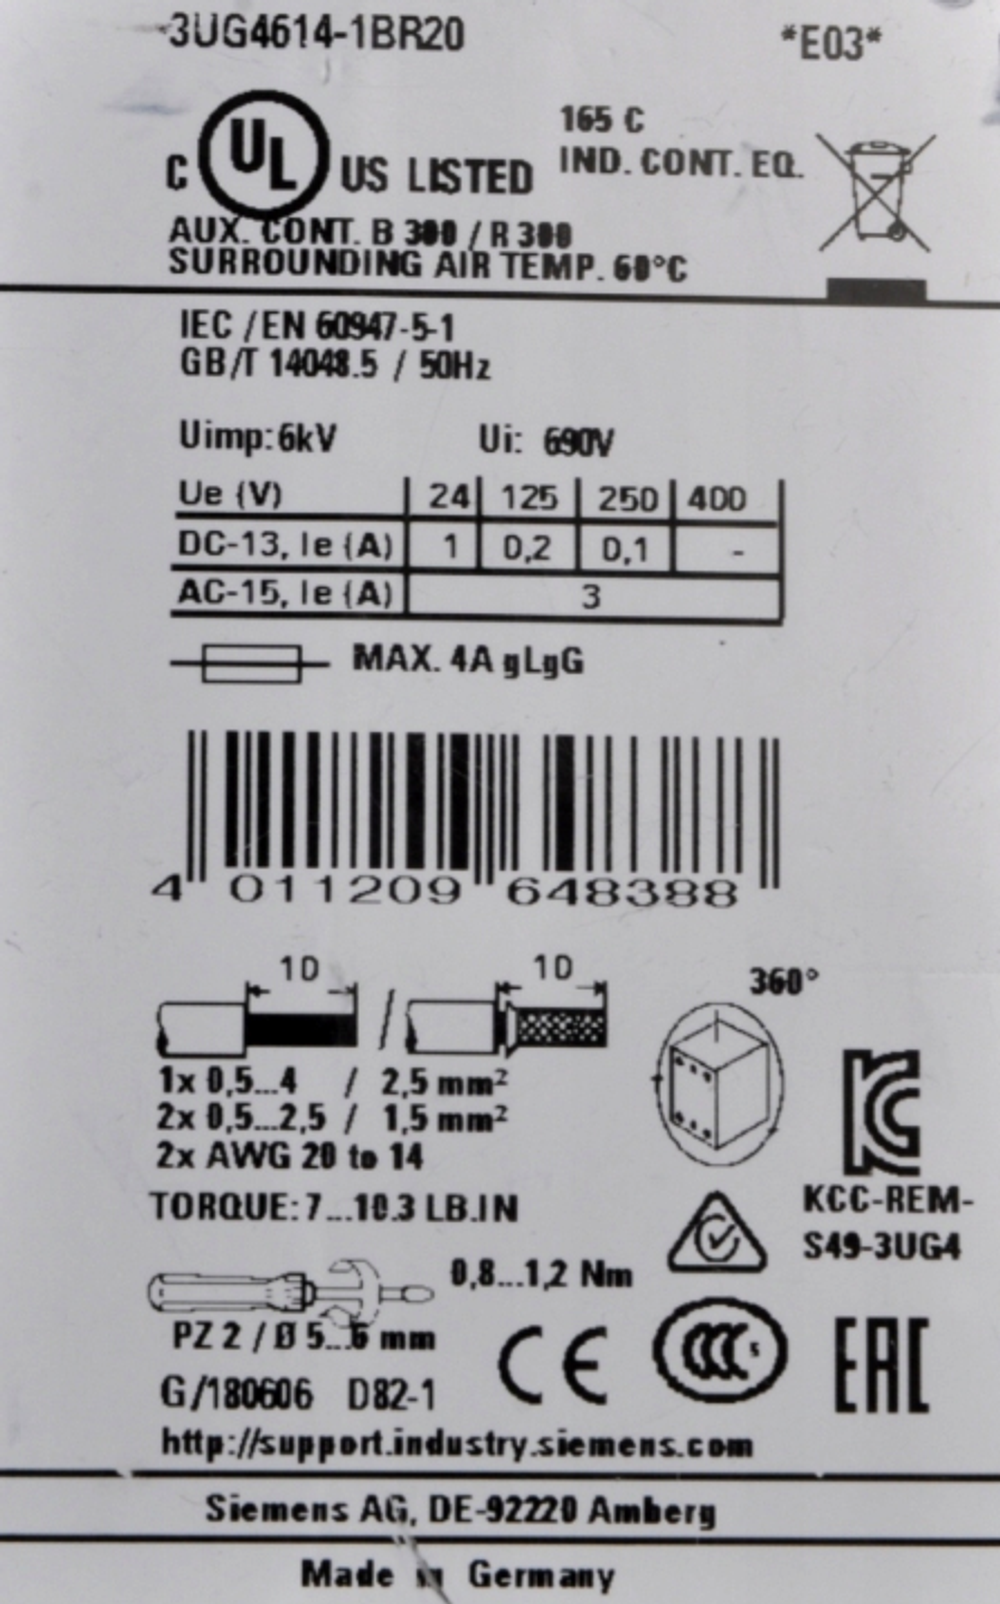 3UG4614-1BR20 *E03*
C UL US LISTED 165 C
IND. CONT. EQ.
AUX. CONT. B 300 / R 300
SURROUNDING AIR TEMP. 60°C
IEC / EN 60947-5-1
GB/T 14048.5 / 50Hz
Uimp: 6kV Ui: 690V
Ue (V) 24 125 250 400
DC-13, Ie (A) 1 0,2 0,1 -
AC-15, Ie (A) 3
MAX. 4A gLgG
4 011209 648388
10 10 360°
1x 0,5...4 / 2,5 mm²
2x 0,5...2,5 / 1,5 mm²
2x AWG 20 to 14
TORQUE: 7...10.3 LB.IN
KCC-REM-
S49-3UG4
0,8...1,2 Nm
PZ 2 / Ø 5...6 mm
CE CCC S EAC
G/180606 D82-1
http://support.industry.siemens.com
Siemens AG, DE-92220 Amberg
Made in Germany